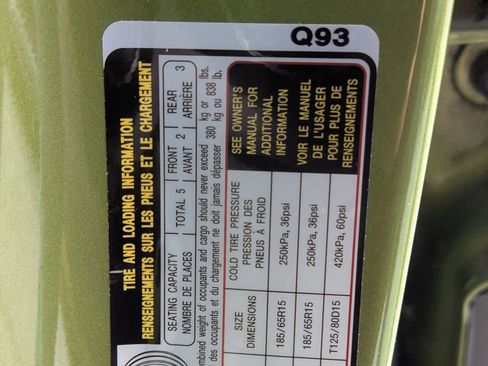 Q93
TIRE AND LOADING INFORMATION
RENSEIGNEMENTS SUR LES PNEUS ET LE CHARGEMENT
SEATING CAPACITY TOTAL 5 FRONT 2 REAR 3
NOMBRE DE PLACES AVANT ARRIÈRE
mbined weight of occupants and cargo should never exceed 380 kg or 838 lbs.
des occupants et du chargement ne doit jamais dépasser 380 kg ou 838 lb.
SIZE COLD TIRE PRESSURE SEE OWNER'S
DIMENSIONS PRESSION DES MANUAL FOR
PNEUS À FROID ADDITIONAL
INFORMATION
185/65R15 250kPa, 36psi
VOIR LE MANUEL
185/65R15 250kPa, 36psi DE L'USAGER
POUR PLUS DE
T125/80D15 420kPa, 60psi RENSEIGNEMENTS